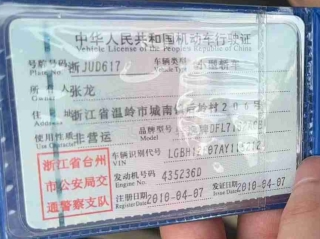 中华人民共和国机动车行驶证
Vehicle License of the People's Republic of China
号牌号码 浙JUD617 车辆类型
Plate No. Vehicle Type
所有人 张龙
Owner
住址 浙江省温岭市城南镇
Address
使用性质 非营运 品牌型号
Use Character Model
浙江省台州
市公安局交
通警察支队
车辆识别代号
VIN
发动机号码 435236D
Engine No.
注册日期 2010-04-07 发证日期 2010-04-07
Register Date Issue Date